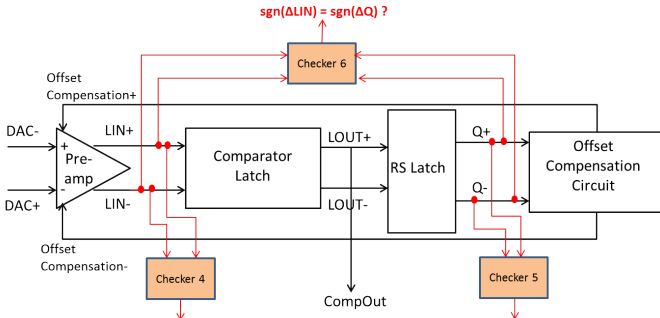 sgn(ΔLIN) = sgn(ΔQ) ?
Checker 6
Offset
Compensation+
DAC-
LIN+
LOUT+
Q+
+
Pre-
amp
-
Comparator
Latch
RS Latch
Offset
Compensation
Circuit
DAC+
LIN-
LOUT-
Q-
Offset
Compensation-
Checker 4
Checker 5
CompOut